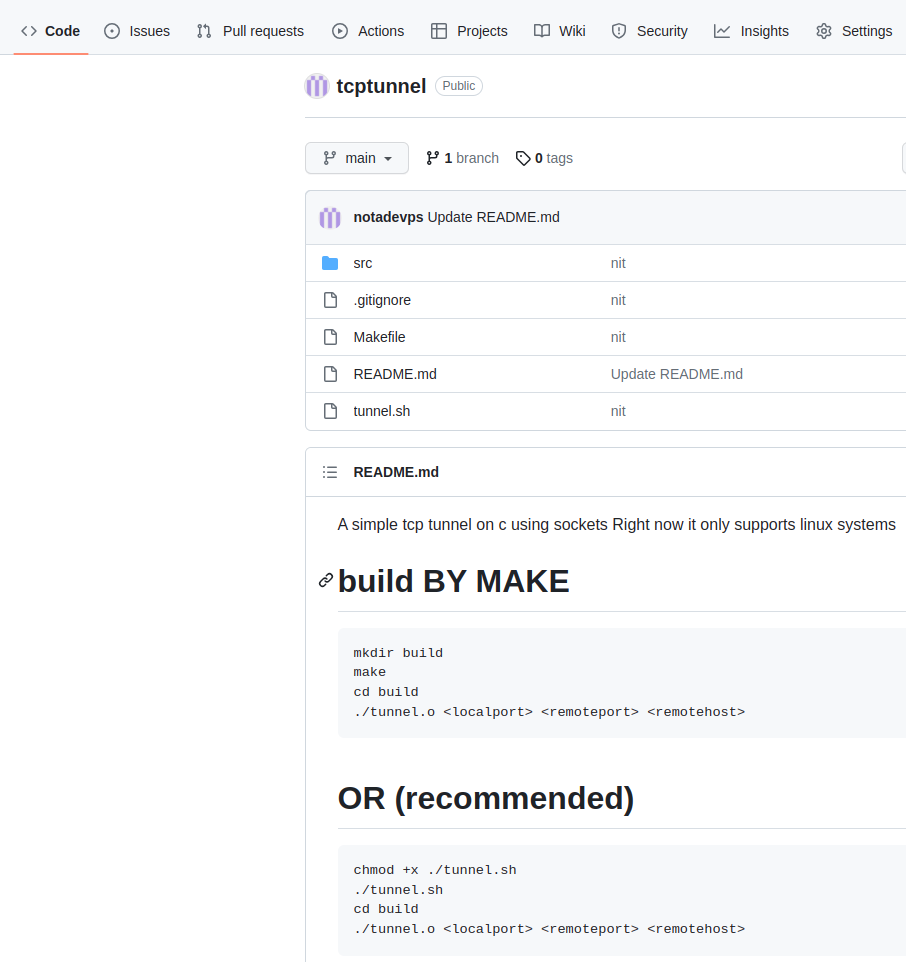 Code Issues Pull requests Actions Projects Wiki Security Insights Settings
tcptunnel Public
main 1 branch 0 tags
notadevps Update README.md
src nit
.gitignore nit
Makefile nit
README.md Update README.md
tunnel.sh nit
README.md
A simple tcp tunnel on c using sockets Right now it only supports linux systems
build BY MAKE
mkdir build
make
cd build
./tunnel.o <localport> <remoteport> <remotehost>
OR (recommended)
chmod +x ./tunnel.sh
./tunnel.sh
cd build
./tunnel.o <localport> <remoteport> <remotehost>